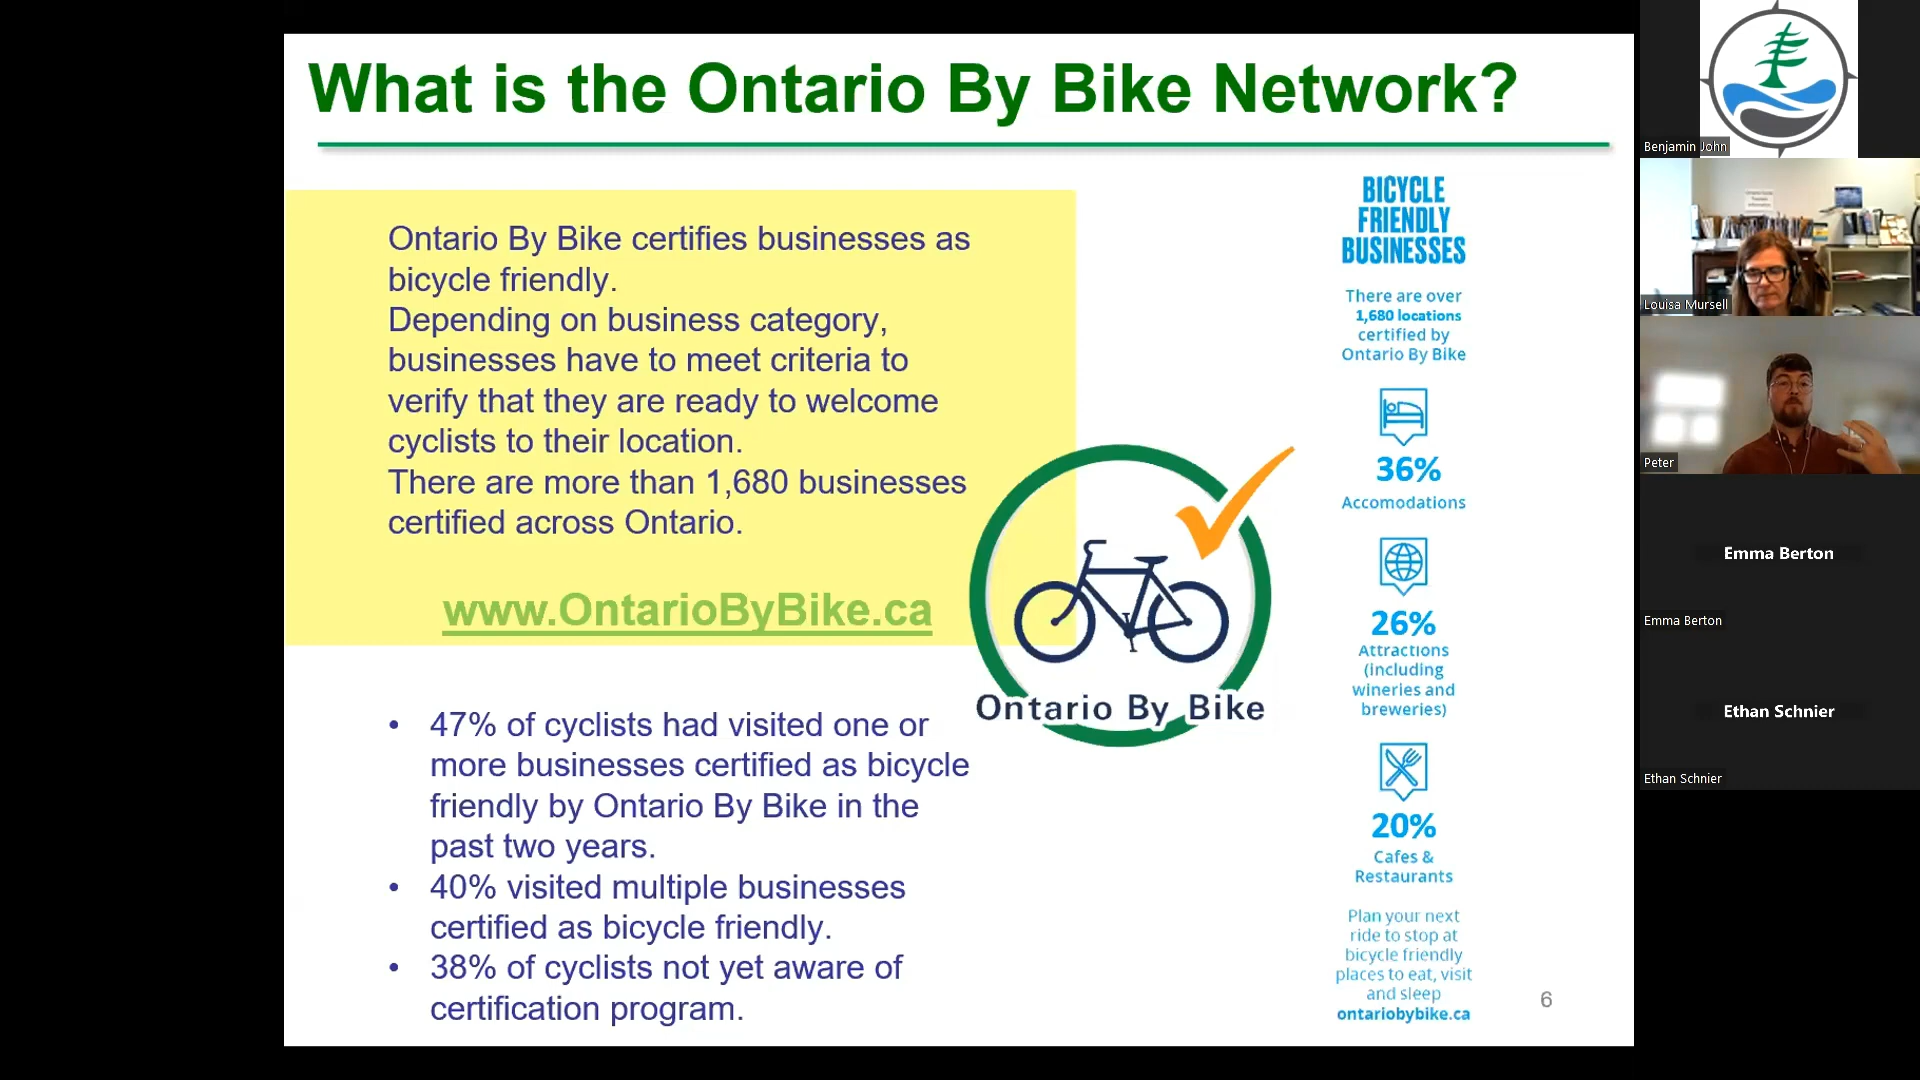 What is the Ontario By Bike Network?
Ontario By Bike certifies businesses as
bicycle friendly.
Depending on business category,
businesses have to meet criteria to
verify that they are ready to welcome
cyclists to their location.
There are more than 1,680 businesses
certified across Ontario.
www.OntarioByBike.ca
• 47% of cyclists had visited one or
more businesses certified as bicycle
friendly by Ontario By Bike in the
past two years.
• 40% visited multiple businesses
certified as bicycle friendly.
• 38% of cyclists not yet aware of
certification program.
Ontario By Bike
BICYCLE
FRIENDLY
BUSINESSES
There are over
1,680 locations
certified by
Ontario By Bike
36%
Accomodations
26%
Attractions
(including
wineries and
breweries)
20%
Cafes &
Restaurants
Plan your next
ride to stop at
bicycle friendly
places to eat, visit
and sleep
ontariobybike.ca
6
Benjamin John
Louisa Mursell
Peter
Emma Berton
Emma Berton
Ethan Schnier
Ethan Schnier